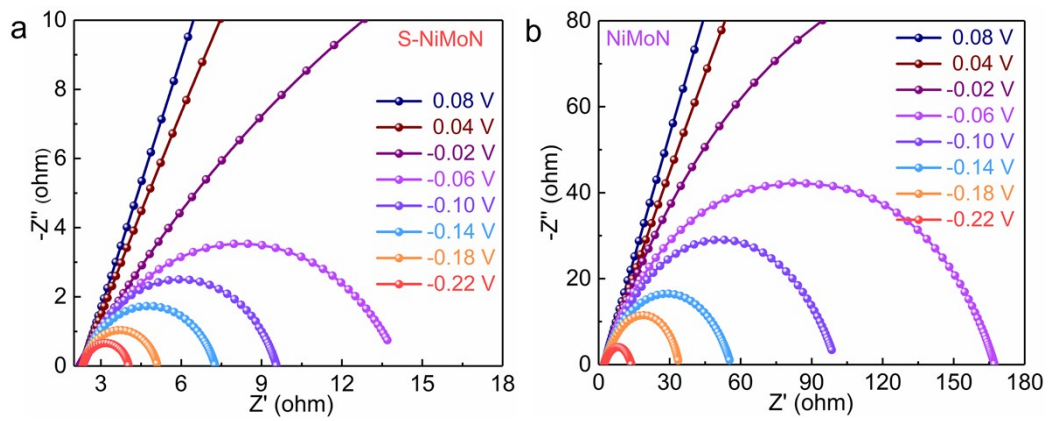 a
S-NiMoN
0.08 V
0.04 V
-0.02 V
-0.06 V
-0.10 V
-0.14 V
-0.18 V
-0.22 V
10
8
6
4
2
0
-Z'' (ohm)
3 6 9 12 15 18
Z' (ohm)
b
NiMoN
0.08 V
0.04 V
-0.02 V
-0.06 V
-0.10 V
-0.14 V
-0.18 V
-0.22 V
80
60
40
20
0
-Z'' (ohm)
0 30 60 90 120 150 180
Z' (ohm)